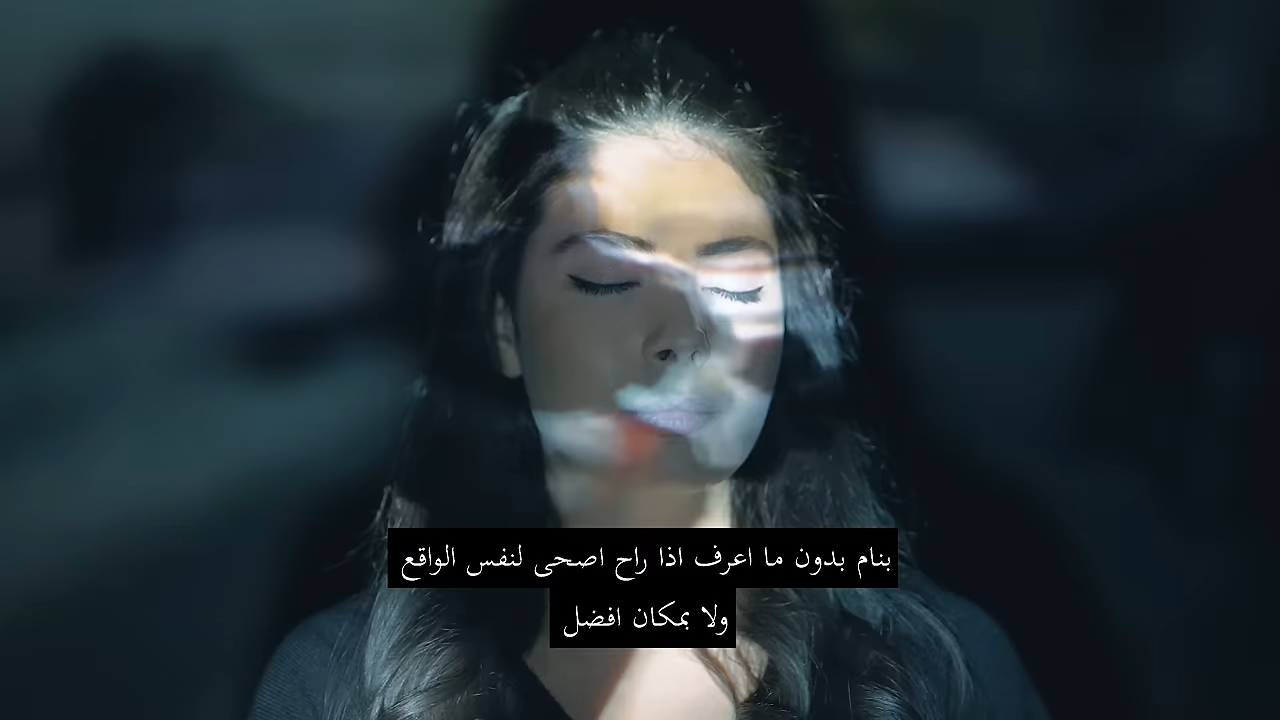 بنام بدون ما اعرف اذا راح اصحى لنفس الواقع
ولا بمكان افضل